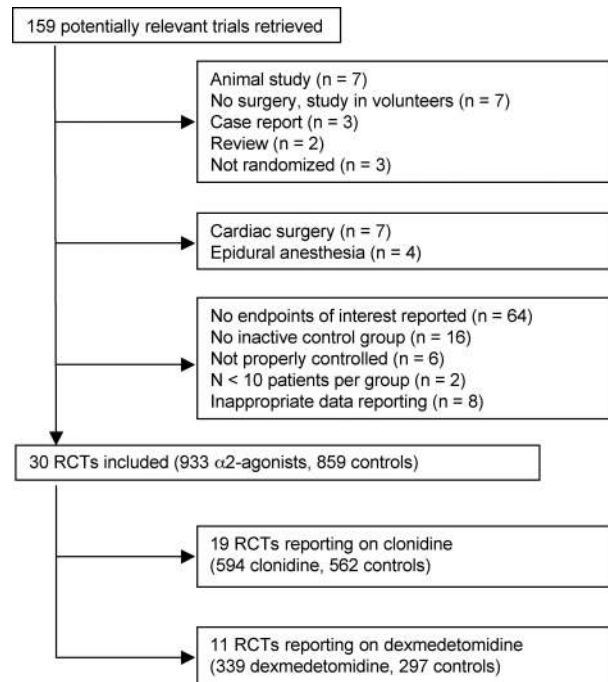 159 potentially relevant trials retrieved
Animal study (n = 7)
No surgery, study in volunteers (n = 7)
Case report (n = 3)
Review (n = 2)
Not randomized (n = 3)
Cardiac surgery (n = 7)
Epidural anesthesia (n = 4)
No endpoints of interest reported (n = 64)
No inactive control group (n = 16)
Not properly controlled (n = 6)
N < 10 patients per group (n = 2)
Inappropriate data reporting (n = 8)
30 RCTs included (933 α2-agonists, 859 controls)
19 RCTs reporting on clonidine
(594 clonidine, 562 controls)
11 RCTs reporting on dexmedetomidine
(339 dexmedetomidine, 297 controls)